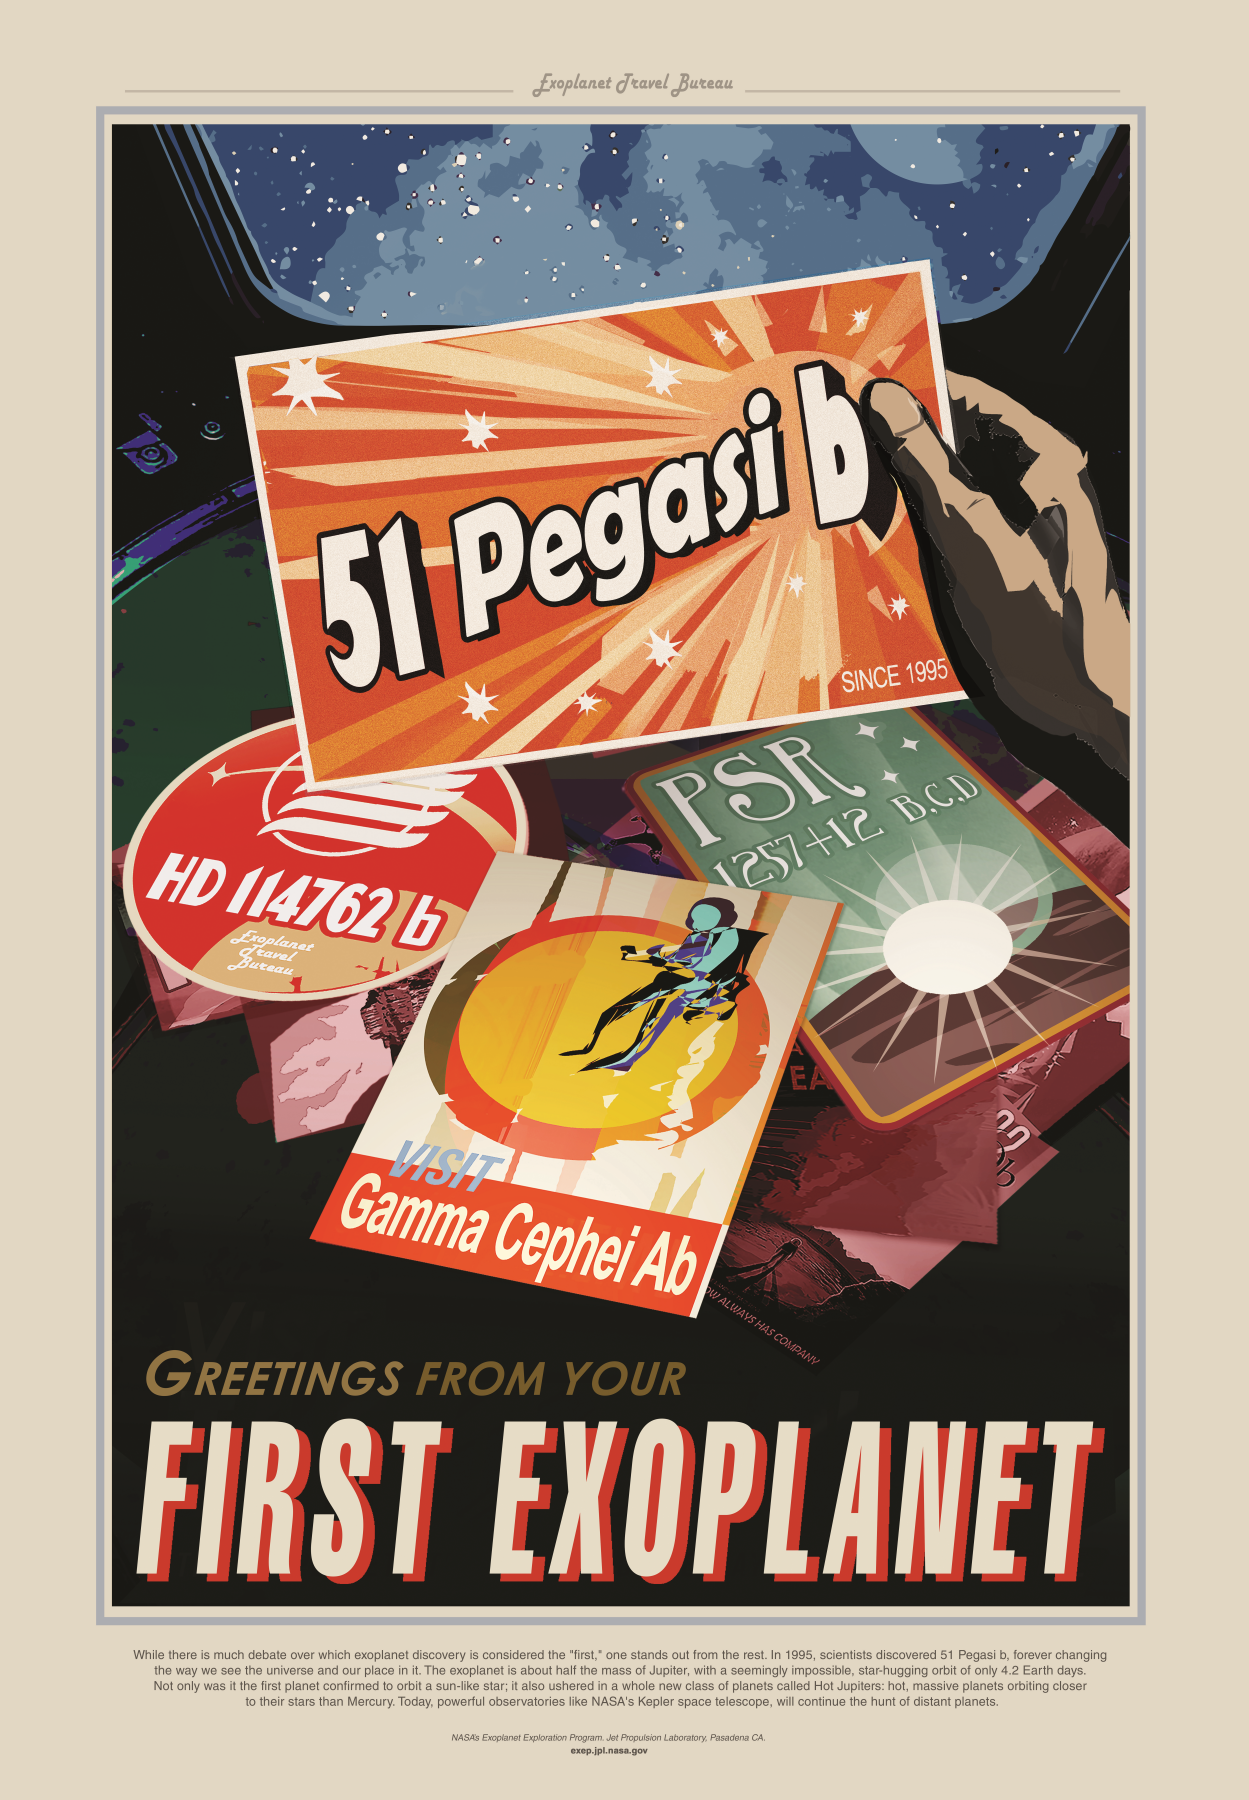 Exoplanet Travel Bureau
51 Pegasi b
SINCE 1995
HD 114762 b
Exoplanet
Travel
Bureau
PSR
1257+12 B,C,D
VISIT
Gamma Cephei Ab
ALWAYS HAS COMPANY
GREETINGS FROM YOUR
FIRST EXOPLANET
While there is much debate over which exoplanet discovery is considered the "first," one stands out from the rest. In 1995, scientists discovered 51 Pegasi b, forever changing
the way we see the universe and our place in it. The exoplanet is about half the mass of Jupiter, with a seemingly impossible, star-hugging orbit of only 4.2 Earth days.
Not only was it the first planet confirmed to orbit a sun-like star; it also ushered in a whole new class of planets called Hot Jupiters: hot, massive planets orbiting closer
to their stars than Mercury. Today, powerful observatories like NASA's Kepler space telescope, will continue the hunt of distant planets.
NASA's Exoplanet Exploration Program. Jet Propulsion Laboratory, Pasadena CA.
exep.jpl.nasa.gov